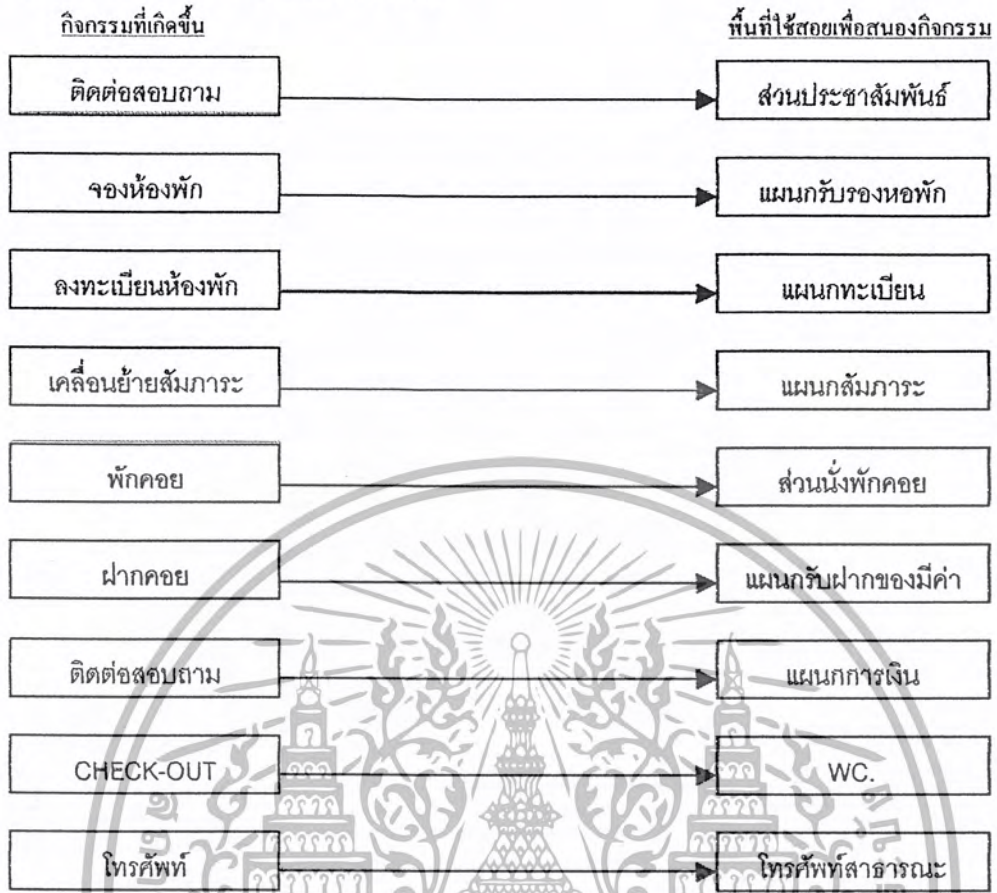 กิจกรรมที่เกิดขึ้น
พื้นที่ใช้สอยเพื่อสนองกิจกรรม
ติดต่อสอบถาม
ส่วนประชาสัมพันธ์
จองห้องพัก
แผนกรับรองหอพัก
ลงทะเบียนห้องพัก
แผนกทะเบียน
เคลื่อนย้ายสัมภาระ
แผนกสัมภาระ
พักคอย
ส่วนนั่งพักคอย
ฝากคอย
แผนกรับฝากของมีค่า
ติดต่อสอบถาม
แผนกการเงิน
CHECK-OUT
WC.
โทรศัพท์
โทรศัพท์สาธารณะ